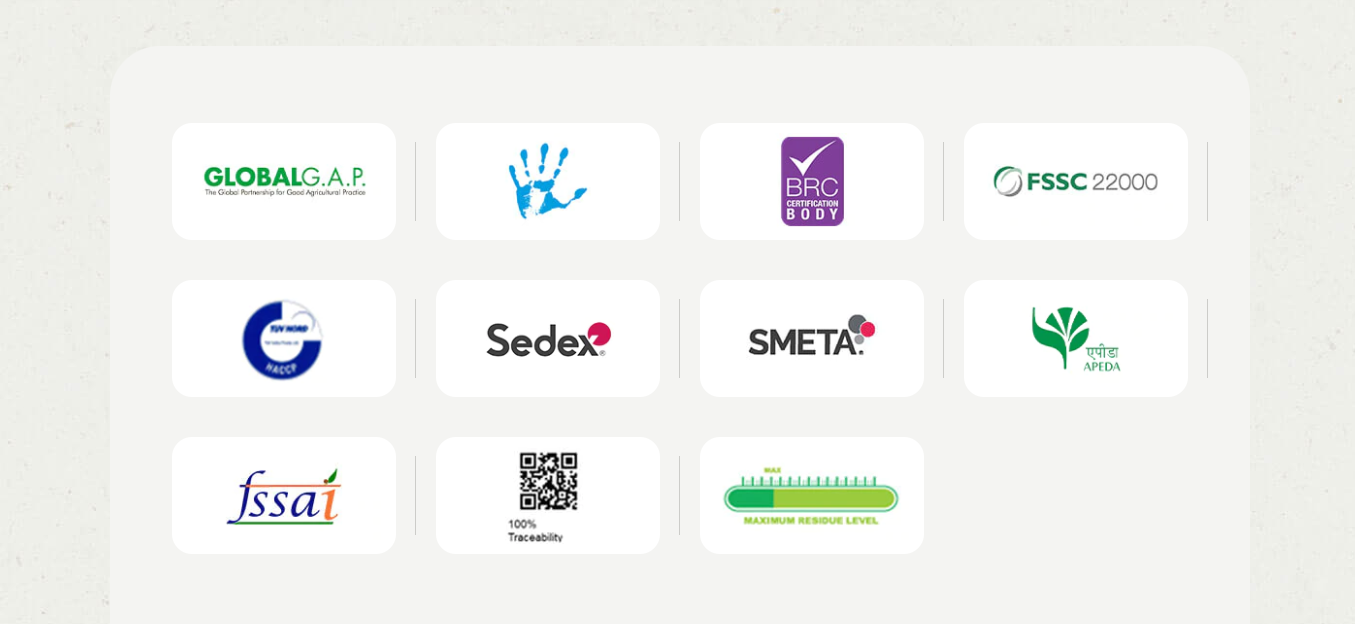 GLOBALG.A.P.
The Global Partnership for Good Agricultural Practice
BRC
CERTIFICATION
BODY
FSSC 22000
TUV NORD
HACCP
Sedex®
SMETA
एपीडा
APEDA
fssai
100%
Traceability
MAX
MAXIMUM RESIDUE LEVEL